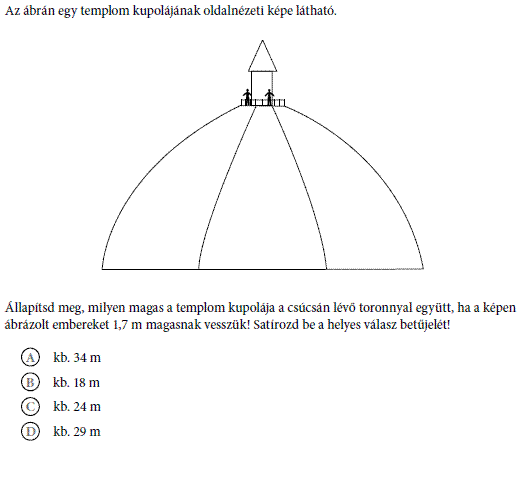 Az ábrán egy templom kupolájának oldalnézeti képe látható.
Állapítsd meg, milyen magas a templom kupolája a csúcsán lévő toronnyal együtt, ha a képen
ábrázolt embereket 1,7 m magasnak vesszük! Satírozd be a helyes válasz betűjelét!
A kb. 34 m
B kb. 18 m
C kb. 24 m
D kb. 29 m